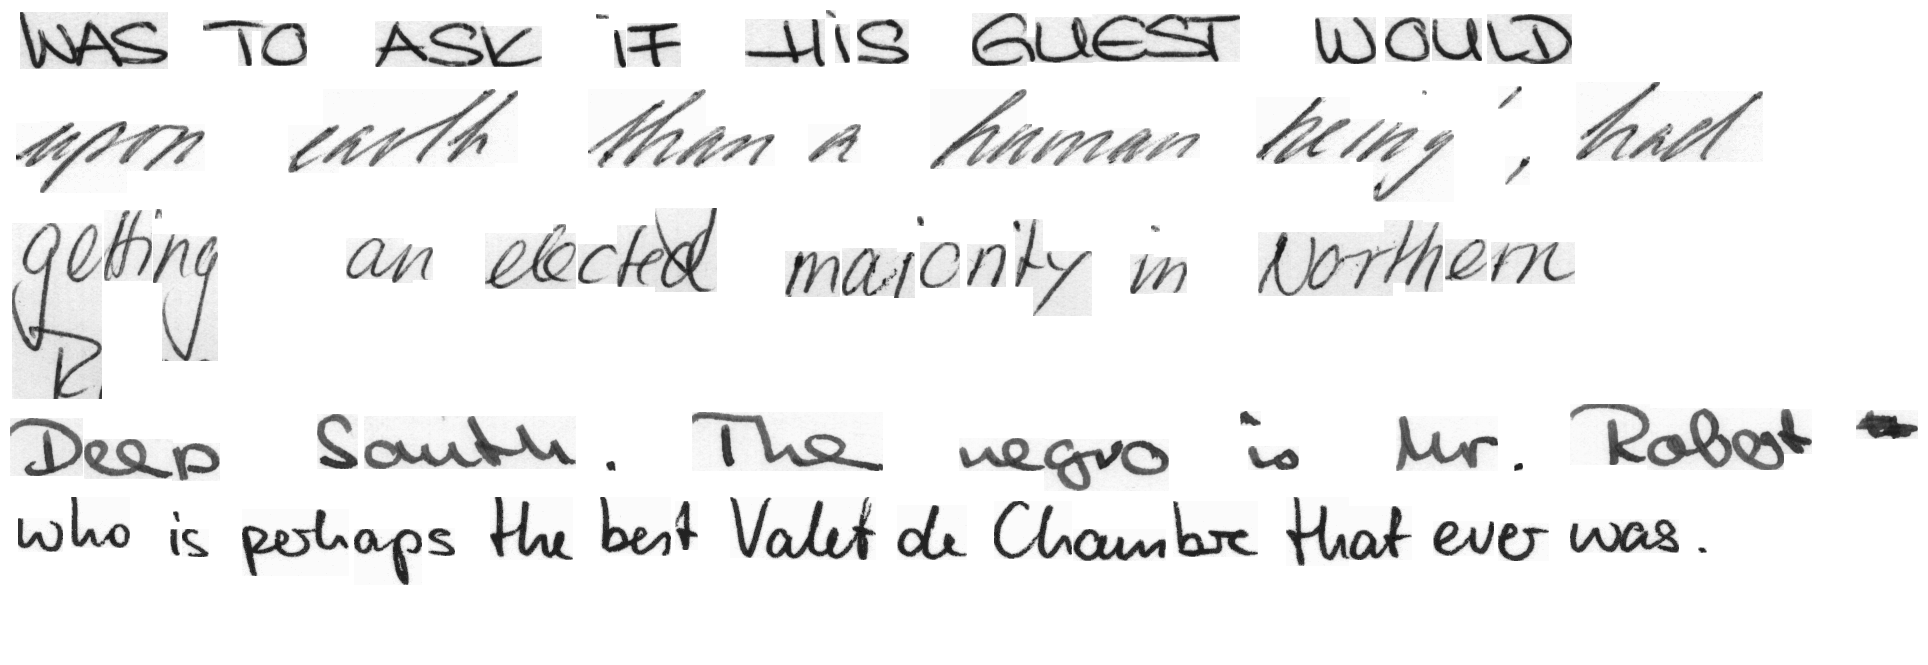 WAS TO ASK iF HiS GUEST WOULD
upon earth than a human being', had
getting an elected majority in Northern
Deep South. The negro is Mr. Robert
who is perhaps the best Valet de Chambre that ever was.